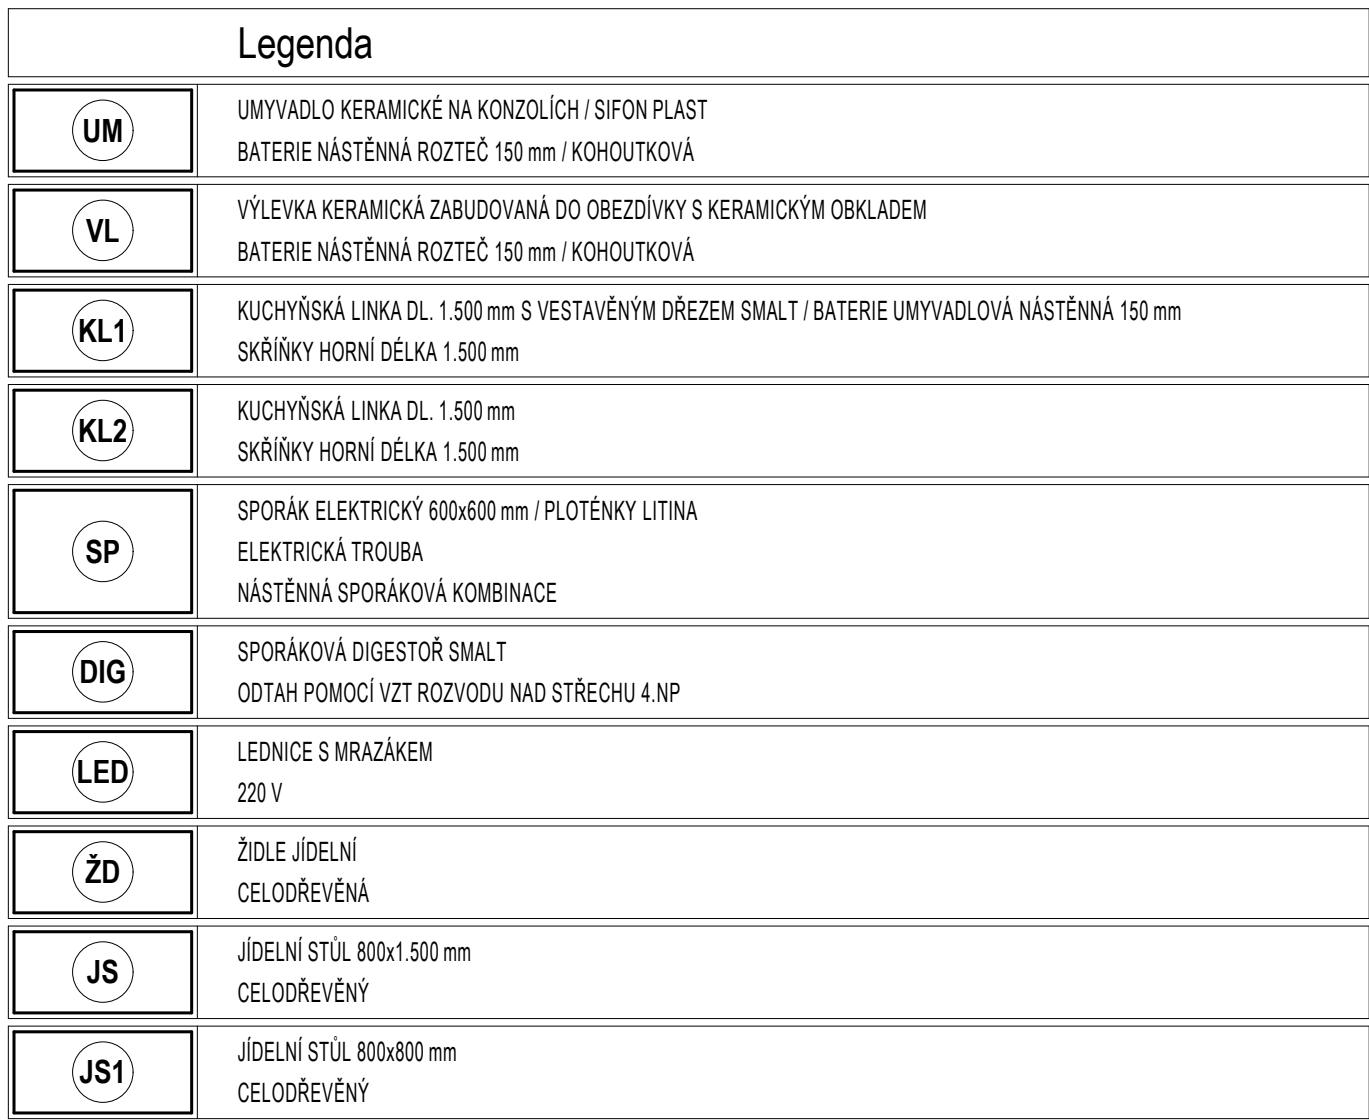 Legenda
UM
UMYVADLO KERAMICKÉ NA KONZOLÍCH / SIFON PLAST
BATERIE NÁSTĚNNÁ ROZTEČ 150 mm / KOHOUTKOVÁ
VL
VÝLEVKA KERAMICKÁ ZABUDOVANÁ DO OBEZDÍVKY S KERAMICKÝM OBKLADEM
BATERIE NÁSTĚNNÁ ROZTEČ 150 mm / KOHOUTKOVÁ
KL1
KUCHYŇSKÁ LINKA DL. 1.500 mm S VESTAVĚNÝM DŘEZEM SMALT / BATERIE UMYVADLOVÁ NÁSTĚNNÁ 150 mm
SKŘÍŇKY HORNÍ DÉLKA 1.500 mm
KL2
KUCHYŇSKÁ LINKA DL. 1.500 mm
SKŘÍŇKY HORNÍ DÉLKA 1.500 mm
SP
SPORÁK ELEKTRICKÝ 600x600 mm / PLOTÉNKY LITINA
ELEKTRICKÁ TROUBA
NÁSTĚNNÁ SPORÁKOVÁ KOMBINACE
DIG
SPORÁKOVÁ DIGESTOŘ SMALT
ODTAH POMOCÍ VZT ROZVODU NAD STŘECHU 4.NP
LED
LEDNICE S MRAZÁKEM
220 V
ŽD
ŽIDLE JÍDELNÍ
CELODŘEVĚNÁ
JS
JÍDELNÍ STŮL 800x1.500 mm
CELODŘEVĚNÝ
JS1
JÍDELNÍ STŮL 800x800 mm
CELODŘEVĚNÝ